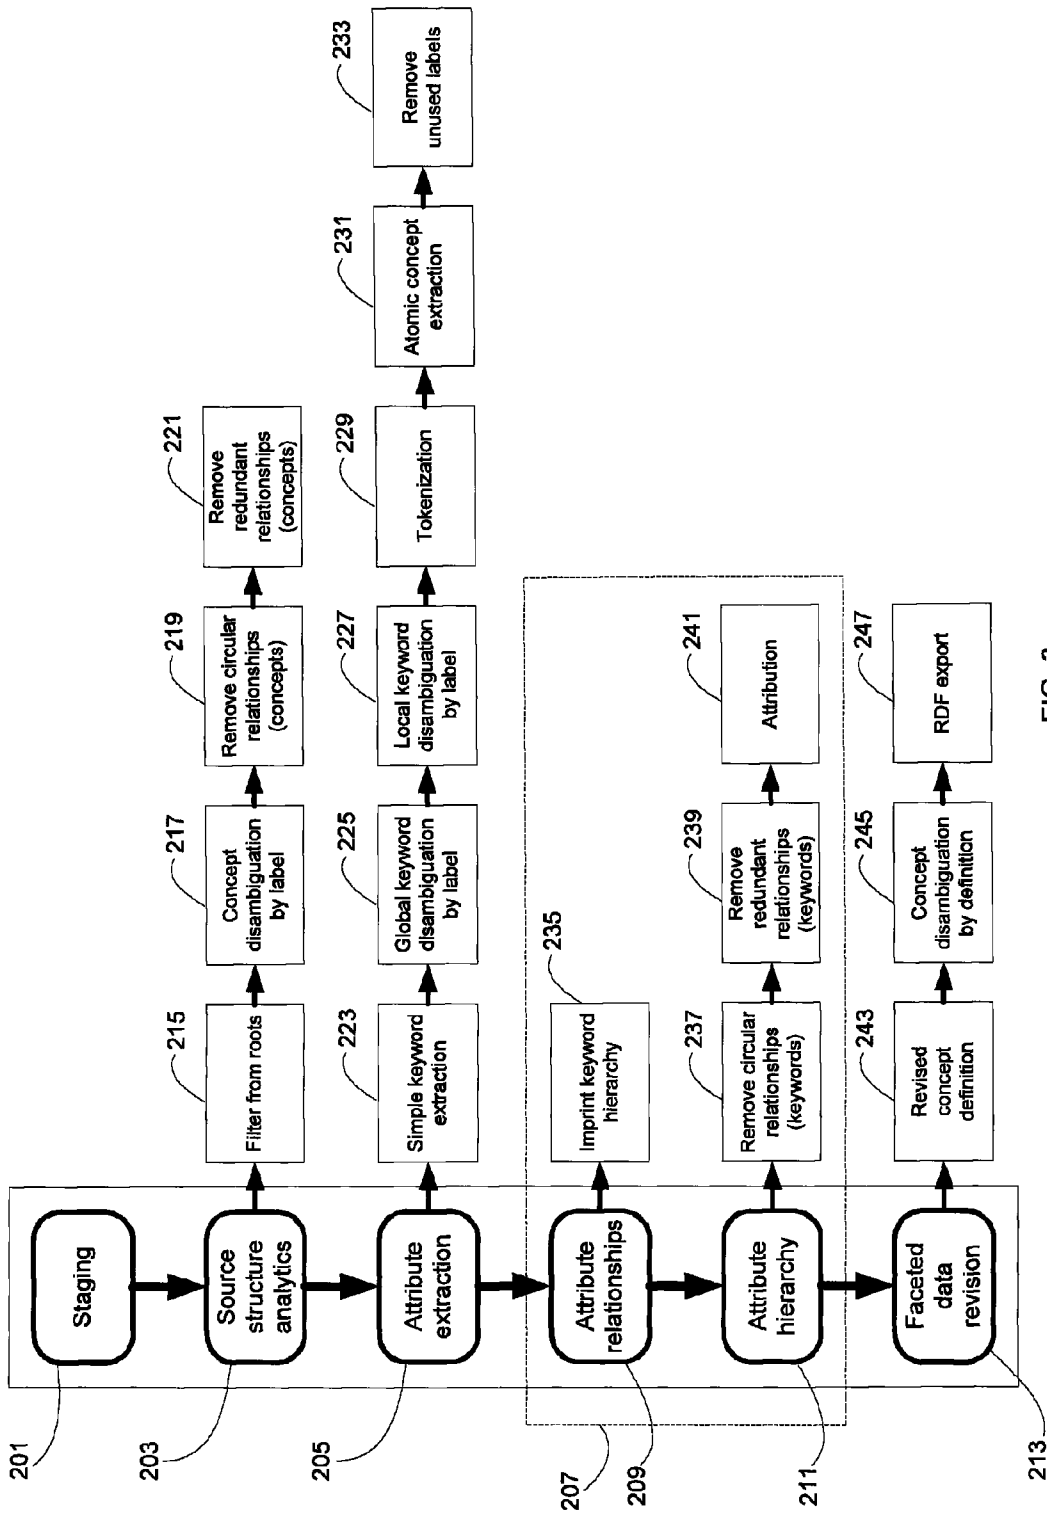 201
Staging
203
Source
structure
analytics
215
Filter from roots
217
Concept
disambiguation
by label
219
Remove circular
relationships
(concepts)
221
Remove
redundant
relationships
(concepts)
205
Attribute
extraction
223
Simple keyword
extraction
225
Global keyword
disambiguation
by label
227
Local keyword
disambiguation
by label
229
Tokenization
231
Atomic concept
extraction
233
Remove
unused labels
207
209
Attribute
relationships
235
Imprint keyword
hierarchy
211
Attribute
hierarchy
237
Remove circular
relationships
(keywords)
239
Remove
redundant
relationships
(keywords)
241
Attribution
213
Faceted
data
revision
243
Revised
concept
definition
245
Concept
disambiguation
by definition
247
RDF export
FIG.